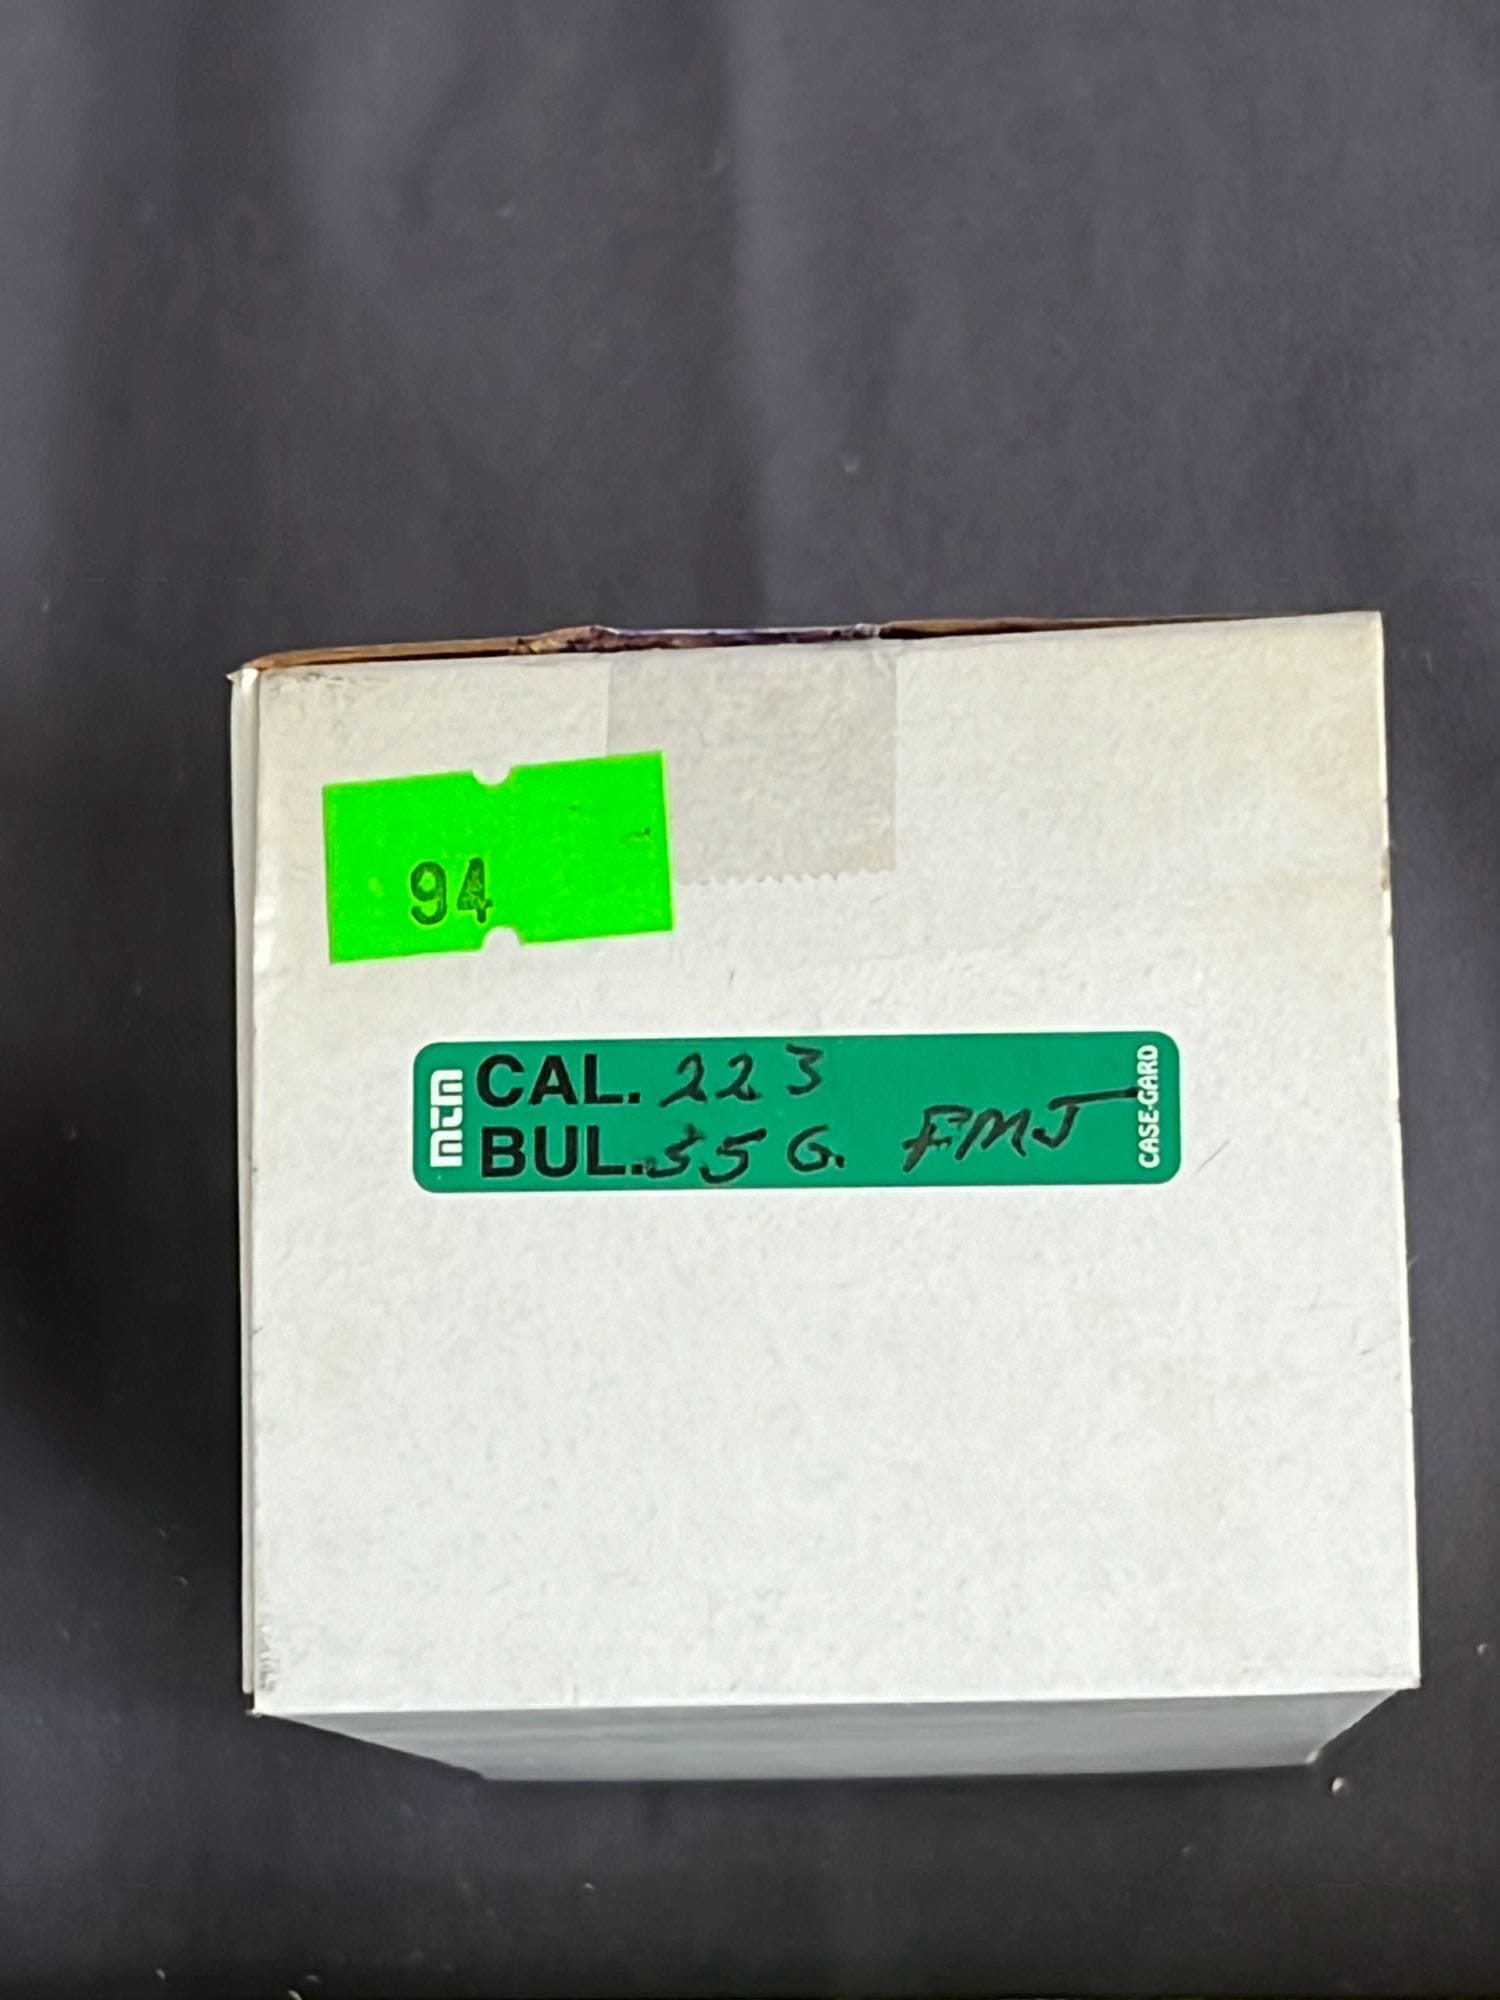 94
MTM
CAL. 223
BUL. 55 G. FMJ
CASE-GARD